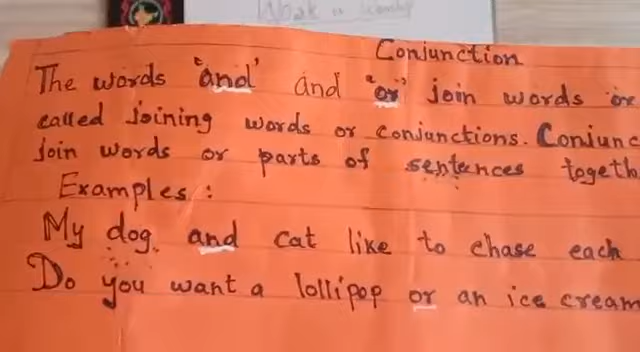 Conjunction
The words "and" and "or" join words or
called joining words or conjunctions. Conjunc
join words or parts of sentences togeth
Examples:
My dog and cat like to chase each
Do you want a lollipop or an ice cream